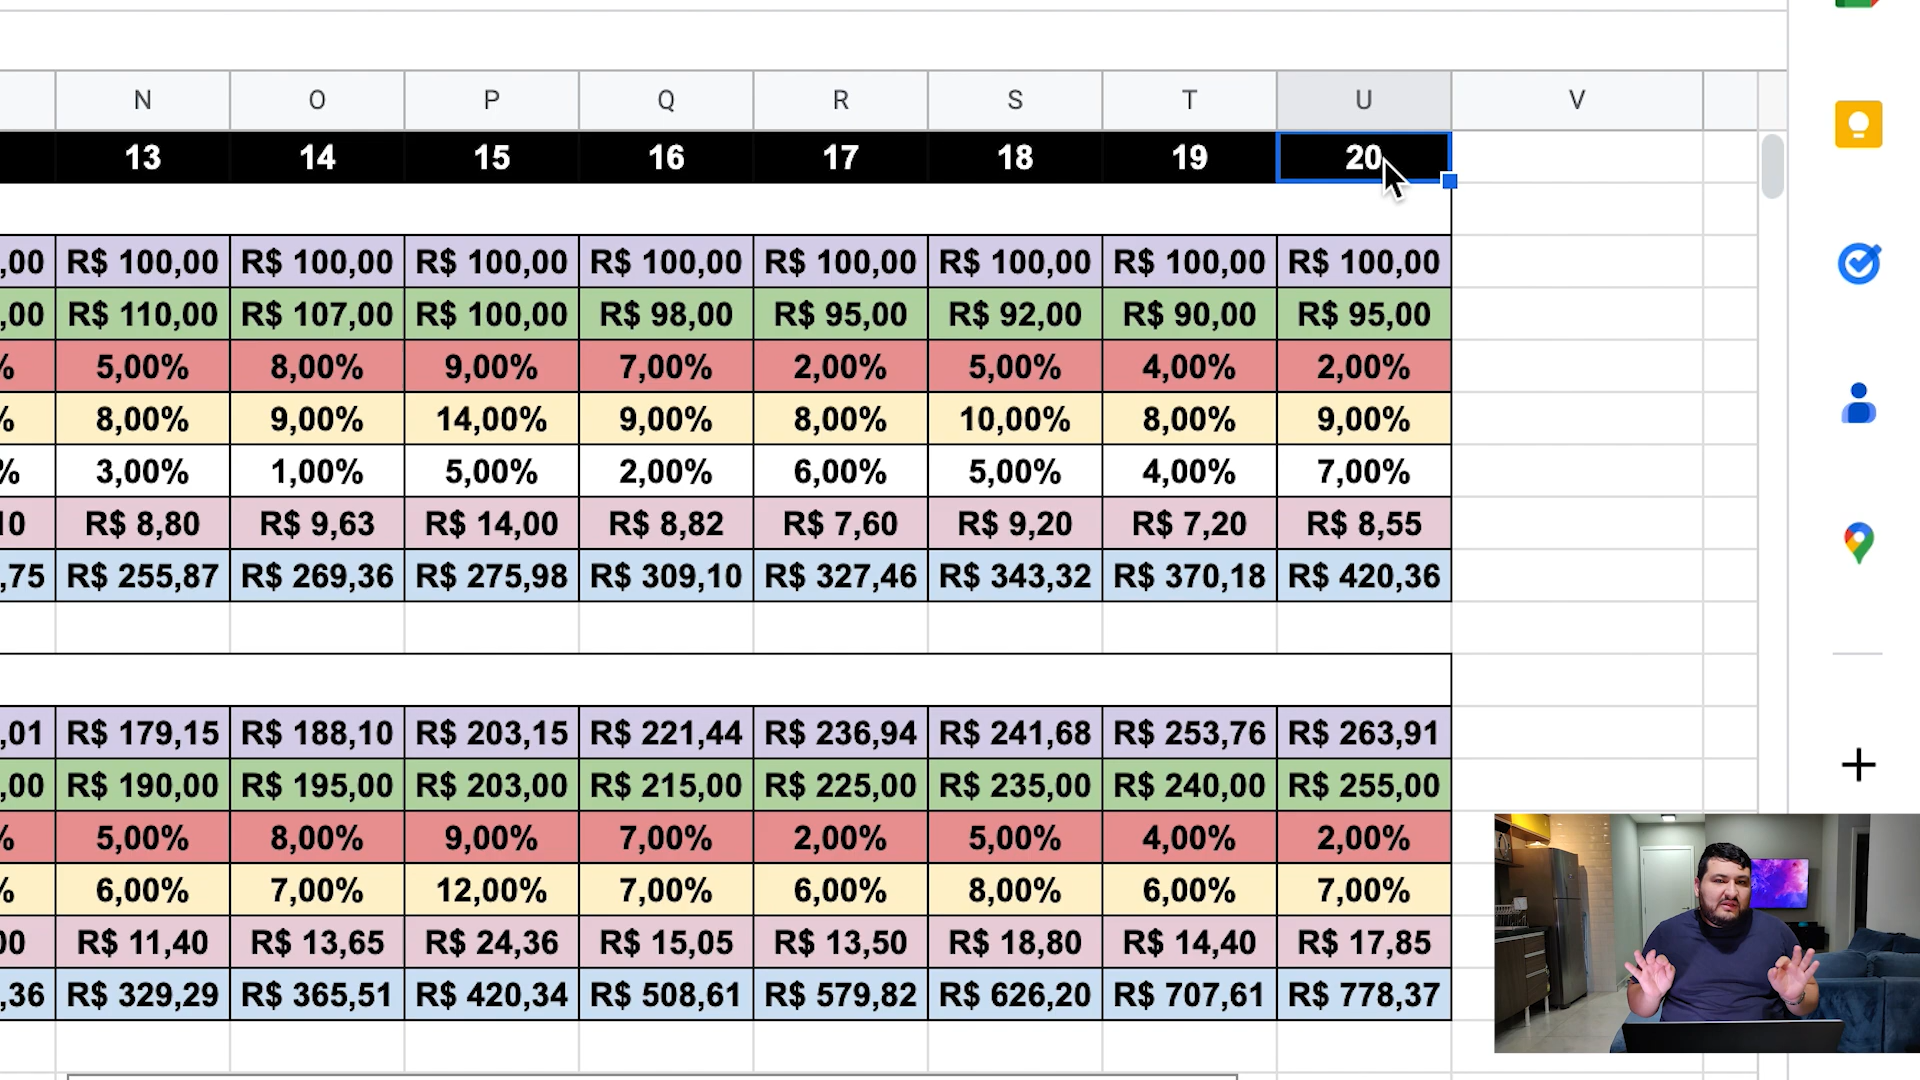 N O P Q R S T U V
13 14 15 16 17 18 19 20
,00 R$ 100,00 R$ 100,00 R$ 100,00 R$ 100,00 R$ 100,00 R$ 100,00 R$ 100,00 R$ 100,00
,00 R$ 110,00 R$ 107,00 R$ 100,00 R$ 98,00 R$ 95,00 R$ 92,00 R$ 90,00 R$ 95,00
% 5,00% 8,00% 9,00% 7,00% 2,00% 5,00% 4,00% 2,00%
% 8,00% 9,00% 14,00% 9,00% 8,00% 10,00% 8,00% 9,00%
% 3,00% 1,00% 5,00% 2,00% 6,00% 5,00% 4,00% 7,00%
10 R$ 8,80 R$ 9,63 R$ 14,00 R$ 8,82 R$ 7,60 R$ 9,20 R$ 7,20 R$ 8,55
,75 R$ 255,87 R$ 269,36 R$ 275,98 R$ 309,10 R$ 327,46 R$ 343,32 R$ 370,18 R$ 420,36
,01 R$ 179,15 R$ 188,10 R$ 203,15 R$ 221,44 R$ 236,94 R$ 241,68 R$ 253,76 R$ 263,91
,00 R$ 190,00 R$ 195,00 R$ 203,00 R$ 215,00 R$ 225,00 R$ 235,00 R$ 240,00 R$ 255,00
% 5,00% 8,00% 9,00% 7,00% 2,00% 5,00% 4,00% 2,00%
% 6,00% 7,00% 12,00% 7,00% 6,00% 8,00% 6,00% 7,00%
00 R$ 11,40 R$ 13,65 R$ 24,36 R$ 15,05 R$ 13,50 R$ 18,80 R$ 14,40 R$ 17,85
,36 R$ 329,29 R$ 365,51 R$ 420,34 R$ 508,61 R$ 579,82 R$ 626,20 R$ 707,61 R$ 778,37